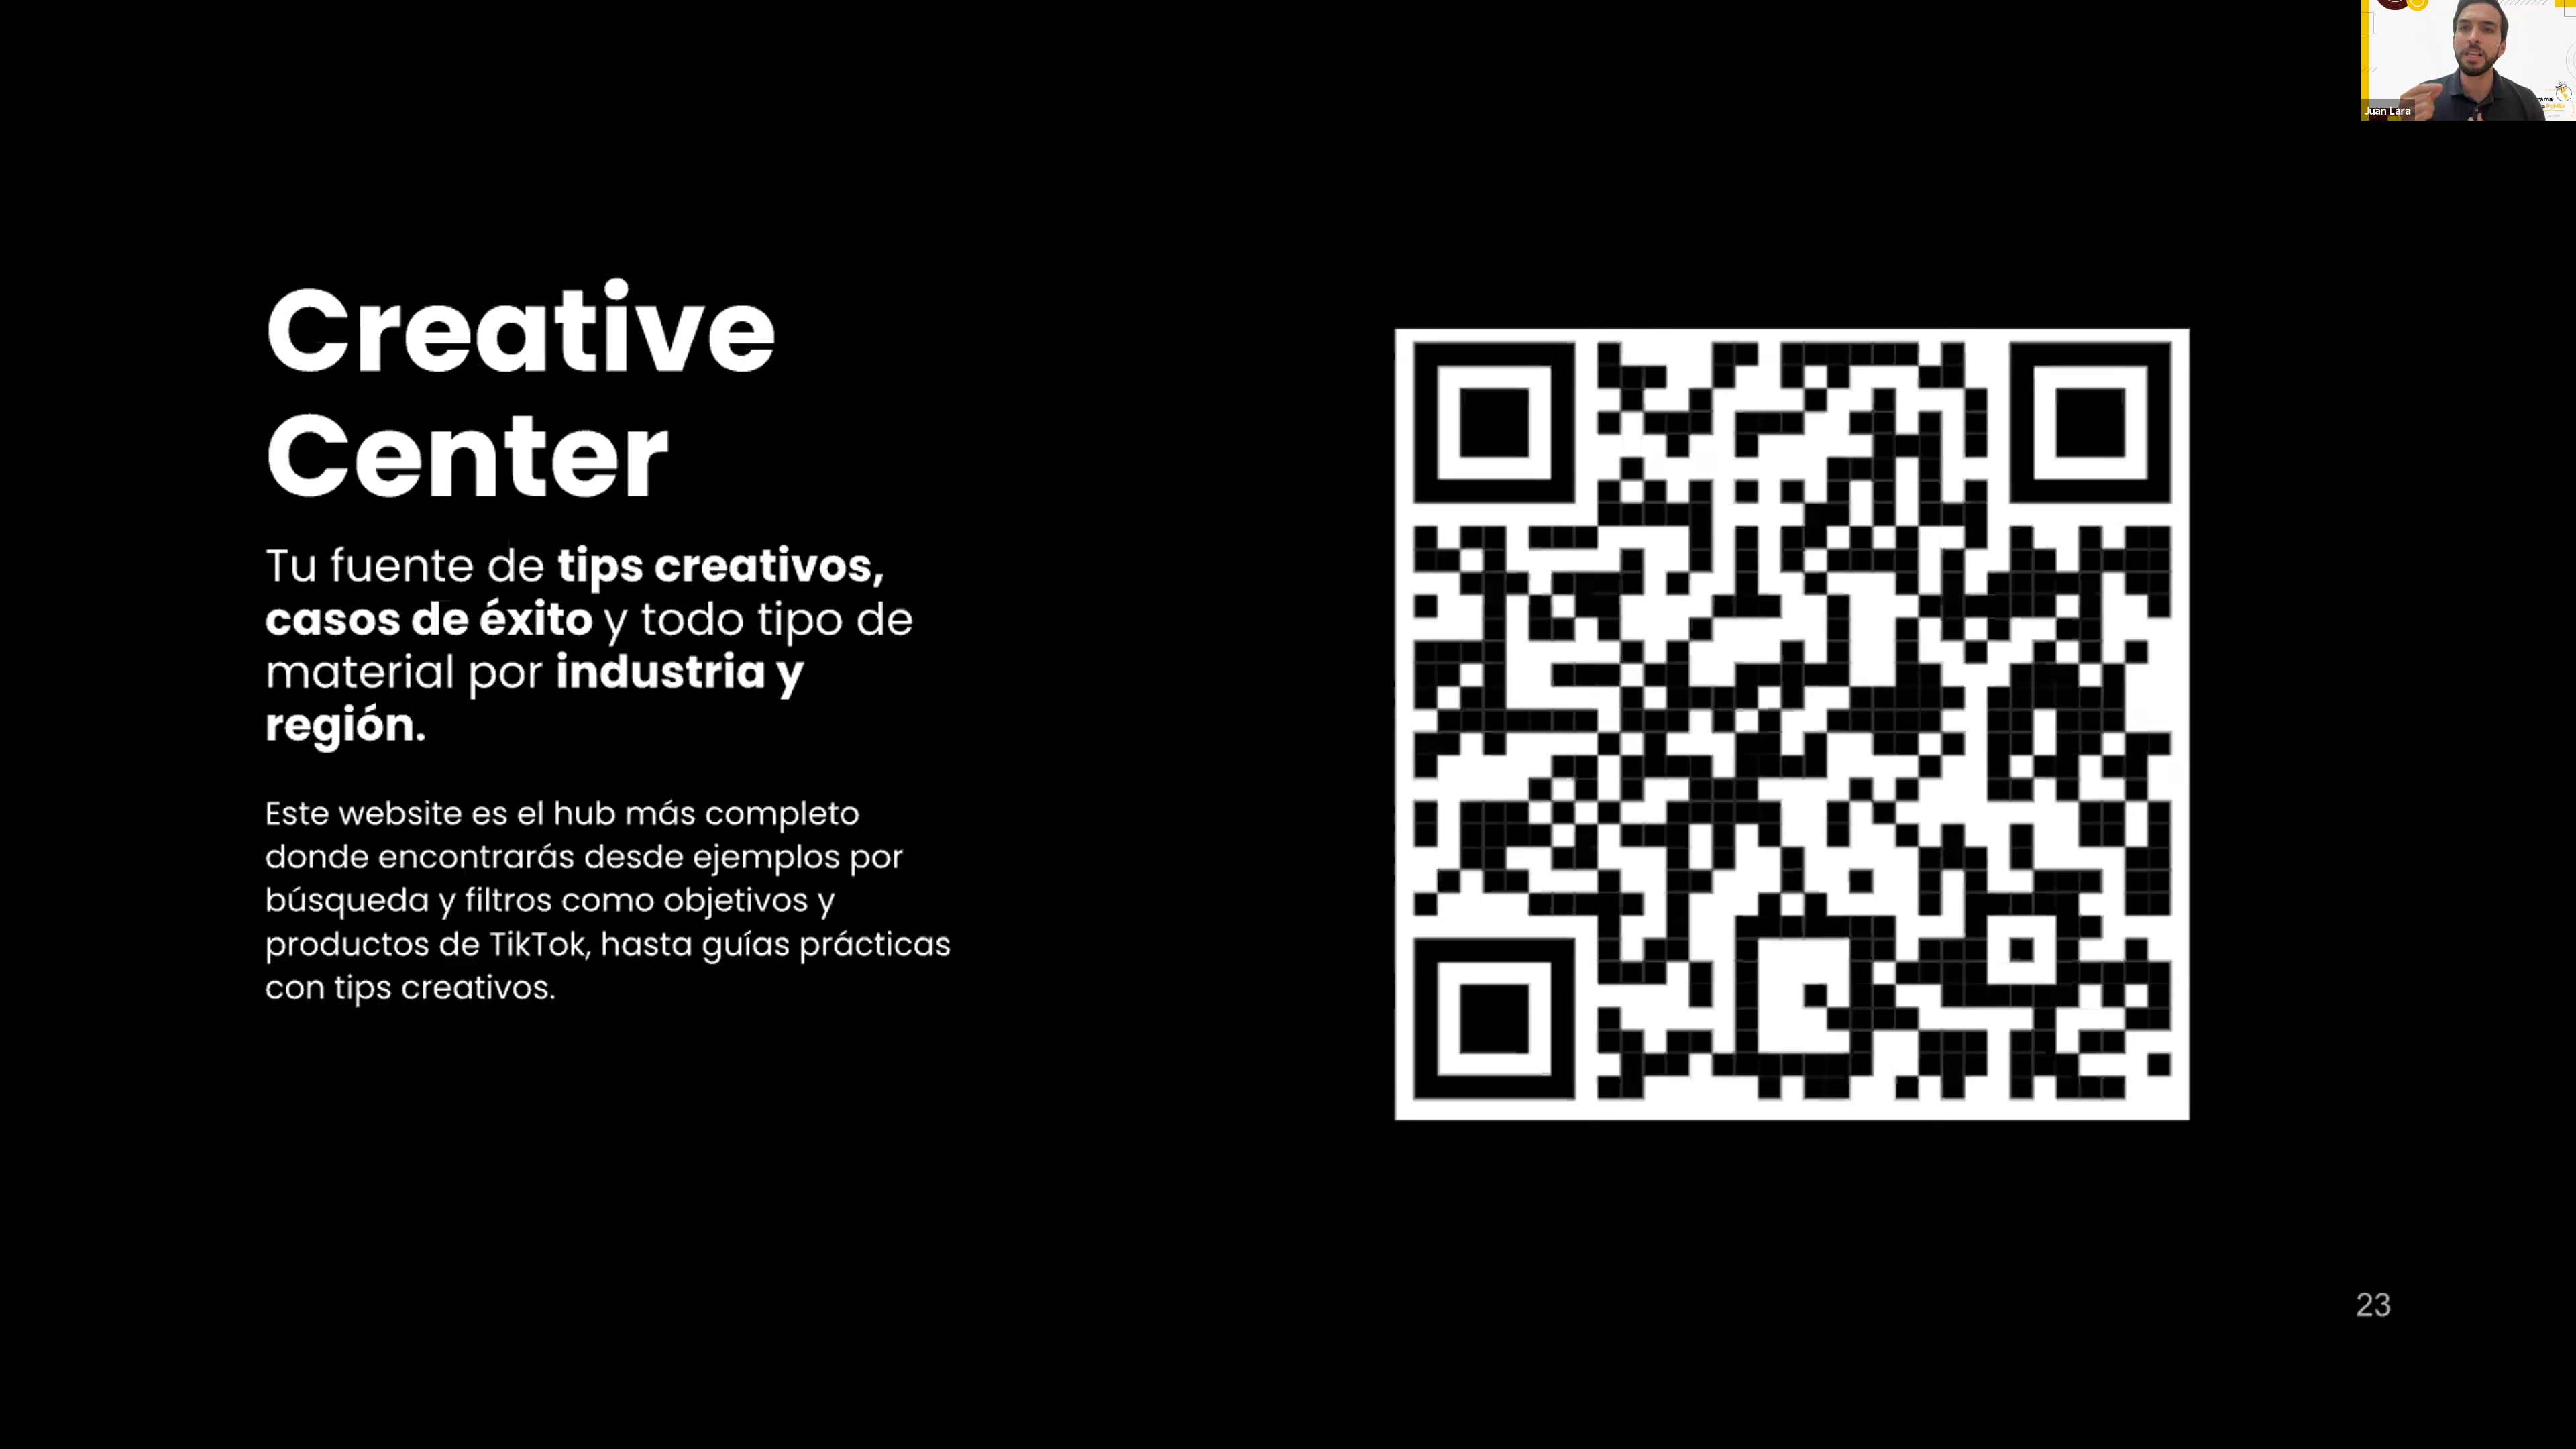 Juan Lara
Creative
Center
Tu fuente de tips creativos,
casos de éxito y todo tipo de
material por industria y
región.
Este website es el hub más completo
donde encontrarás desde ejemplos por
búsqueda y filtros como objetivos y
productos de TikTok, hasta guías prácticas
con tips creativos.
23